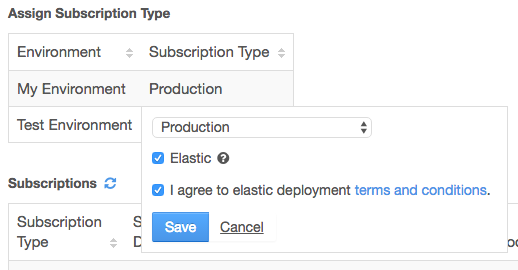 Assign Subscription Type
Environment Subscription Type
My Environment Production
Test Environment
Production
Elastic
I agree to elastic deployment terms and conditions.
Save Cancel
Subscriptions
Subscription
Type